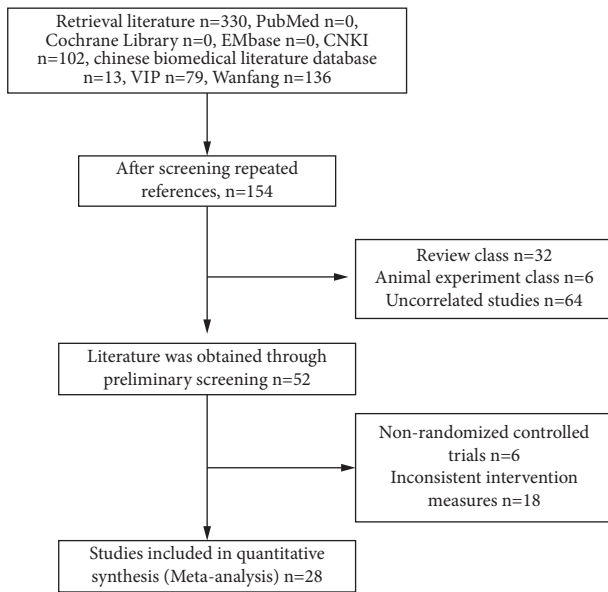 Retrieval literature n=330, PubMed n=0,
Cochrane Library n=0, EMbase n=0, CNKI
n=102, chinese biomedical literature database
n=13, VIP n=79, Wanfang n=136
After screening repeated
references, n=154
Review class n=32
Animal experiment class n=6
Uncorrelated studies n=64
Literature was obtained through
preliminary screening n=52
Non-randomized controlled
trials n=6
Inconsistent intervention
measures n=18
Studies included in quantitative
synthesis (Meta-analysis) n=28